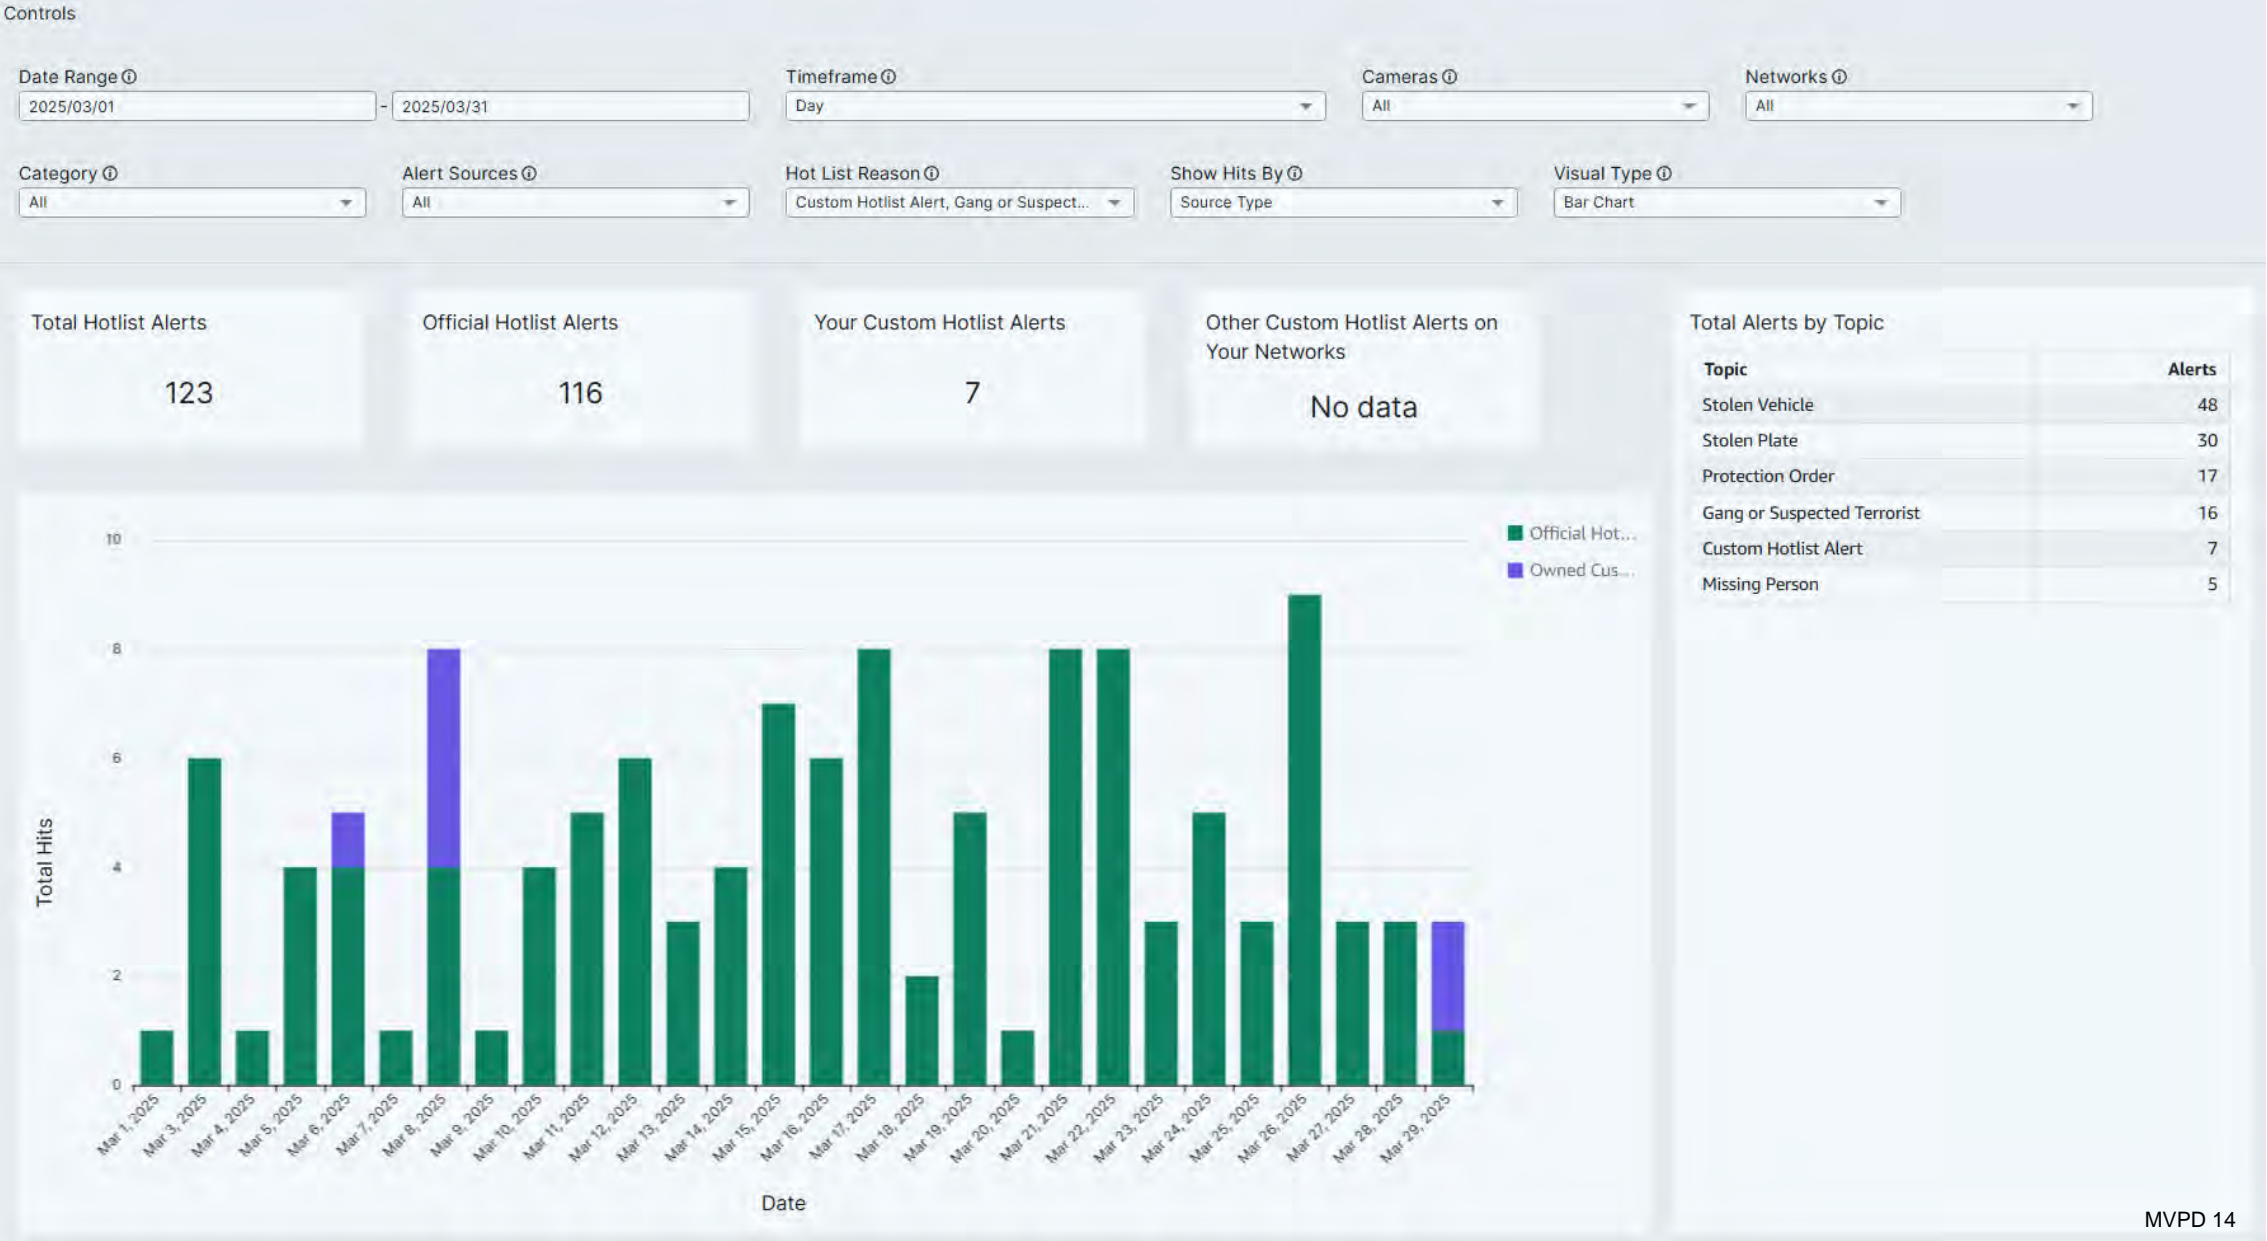 Controls
Date Range
2025/03/01 - 2025/03/31
Timeframe
Day
Cameras
All
Networks
All
Category
All
Alert Sources
All
Hot List Reason
Custom Hotlist Alert, Gang or Suspect...
Show Hits By
Source Type
Visual Type
Bar Chart
Total Hotlist Alerts
123
Official Hotlist Alerts
116
Your Custom Hotlist Alerts
7
Other Custom Hotlist Alerts on
Your Networks
No data
Total Alerts by Topic
Topic Alerts
Stolen Vehicle 48
Stolen Plate 30
Protection Order 17
Gang or Suspected Terrorist 16
Custom Hotlist Alert 7
Missing Person 5
Official Hot...
Owned Cus...
10
8
6
4
2
0
Total Hits
Mar 1, 2025
Mar 3, 2025
Mar 4, 2025
Mar 5, 2025
Mar 6, 2025
Mar 7, 2025
Mar 8, 2025
Mar 9, 2025
Mar 10, 2025
Mar 11, 2025
Mar 12, 2025
Mar 13, 2025
Mar 14, 2025
Mar 15, 2025
Mar 16, 2025
Mar 17, 2025
Mar 18, 2025
Mar 19, 2025
Mar 20, 2025
Mar 21, 2025
Mar 22, 2025
Mar 23, 2025
Mar 24, 2025
Mar 25, 2025
Mar 26, 2025
Mar 27, 2025
Mar 28, 2025
Mar 29, 2025
Date
MVPD 14